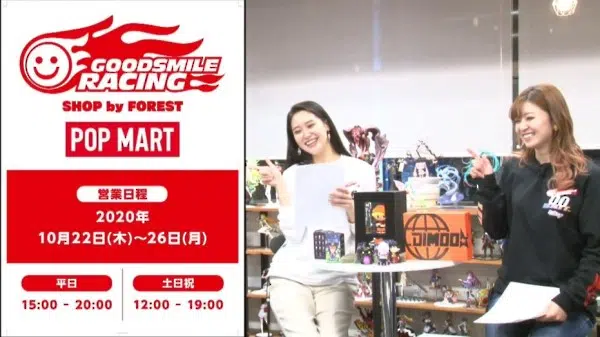 GOODSMILE
RACING
SHOP by FOREST
POP MART
営業日程
2020年
10月22日(木)〜26日(月)
平日
15:00 - 20:00
土日祝
12:00 - 19:00
DIMOO